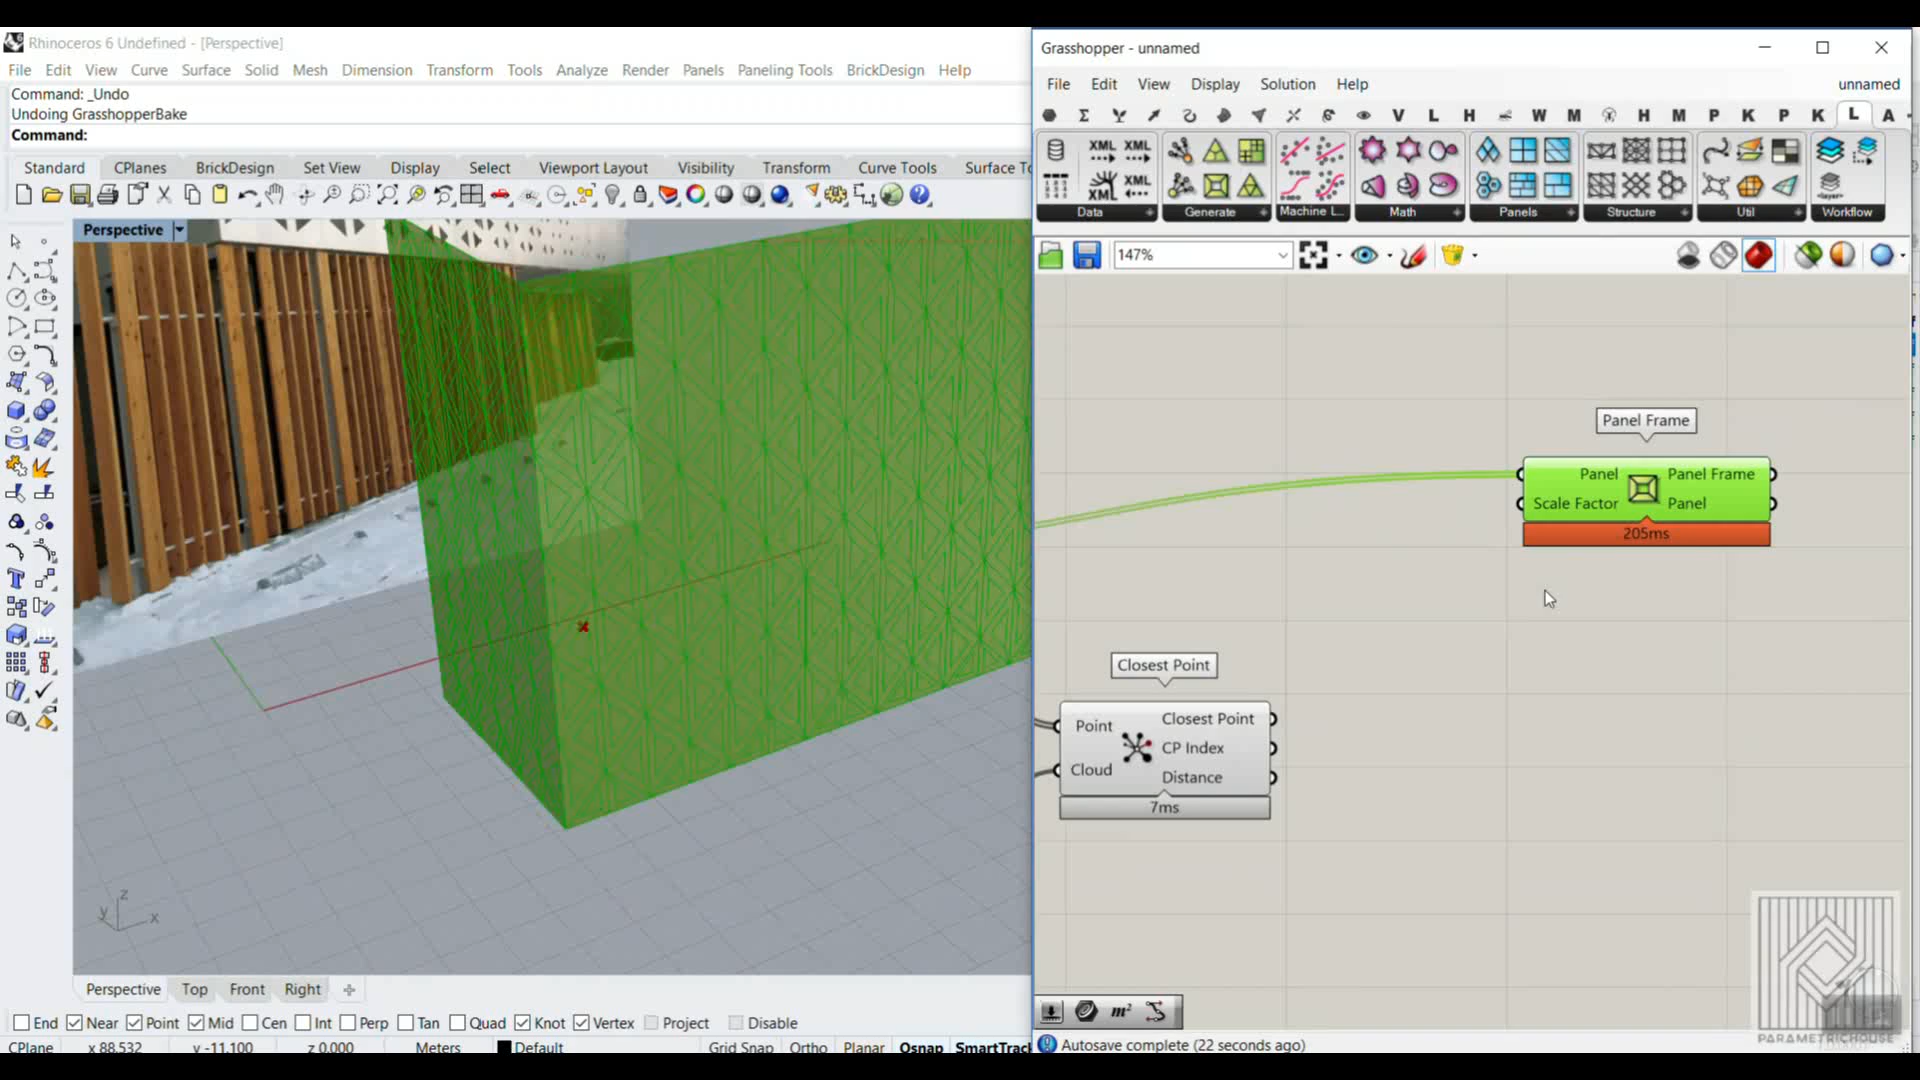 Rhinoceros 6 Undefined - [Perspective]
File Edit View Curve Surface Solid Mesh Dimension Transform Tools Analyze Render Panels Paneling Tools BrickDesign Help
Command: _Undo
Undoing GrasshopperBake
Command:
Standard CPlanes BrickDesign Set View Display Select Viewport Layout Visibility Transform Curve Tools Surface To
Perspective
z
y
x
Perspective Top Front Right
End Near Point Mid Cen Int Perp Tan Quad Knot Vertex Project Disable
CPlane x 88.532 y -11.100 z 0.000 Meters Default Grid Snap Ortho Planar Osnap SmartTrack
Grasshopper - unnamed
File Edit View Display Solution Help unnamed
V L H W M H M P K P K L A
XML XML
XML
Data Generate Machine L... Math Panels Structure Util Workflow
147%
Panel Frame
Panel Panel Frame
Scale Factor Panel
205ms
Closest Point
Point Closest Point
CP Index
Cloud Distance
7ms
m²
Autosave complete (22 seconds ago)
PARAMETRICHOUSE